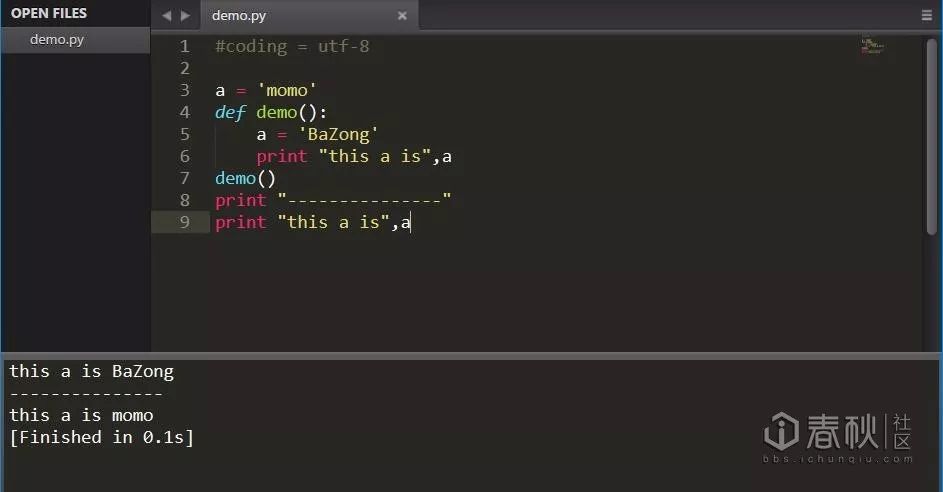 OPEN FILES
demo.py
demo.py
1 #coding = utf-8
2
3 a = 'momo'
4 def demo():
5     a = 'BaZong'
6     print "this a is",a
7 demo()
8 print "---------------"
9 print "this a is",a
this a is BaZong
---------------
this a is momo
[Finished in 0.1s]
春秋 社区
bbs.ichunqiu.com